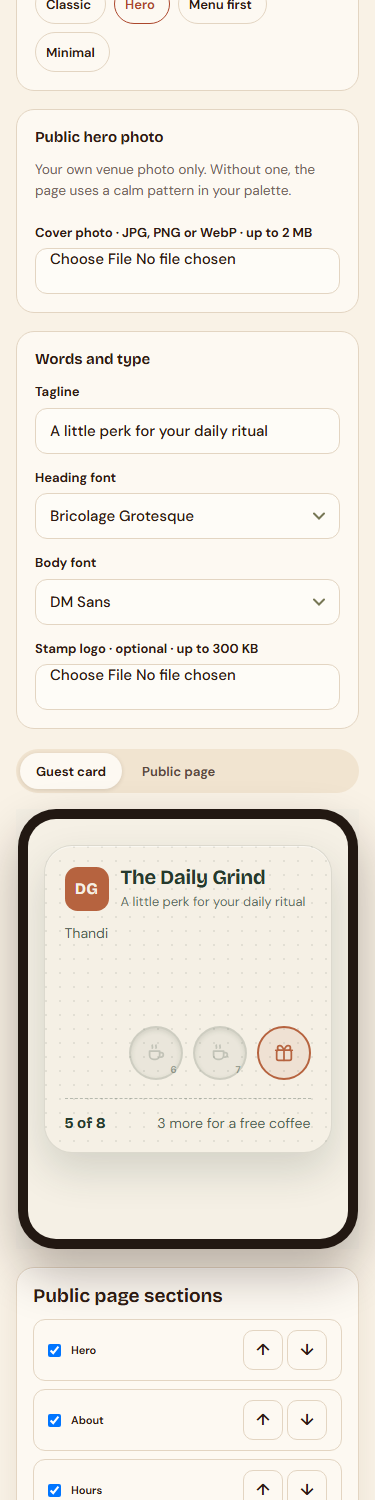 Classic
Hero
Menu first
Minimal
Public hero photo
Your own venue photo only. Without one, the
page uses a calm pattern in your palette.
Cover photo · JPG, PNG or WebP · up to 2 MB
Choose File No file chosen
Words and type
Tagline
A little perk for your daily ritual
Heading font
Bricolage Grotesque
Body font
DM Sans
Stamp logo · optional · up to 300 KB
Choose File No file chosen
Guest card
Public page
DG
The Daily Grind
A little perk for your daily ritual
Thandi
6
7
5 of 8
3 more for a free coffee
Public page sections
Hero
About
Hours